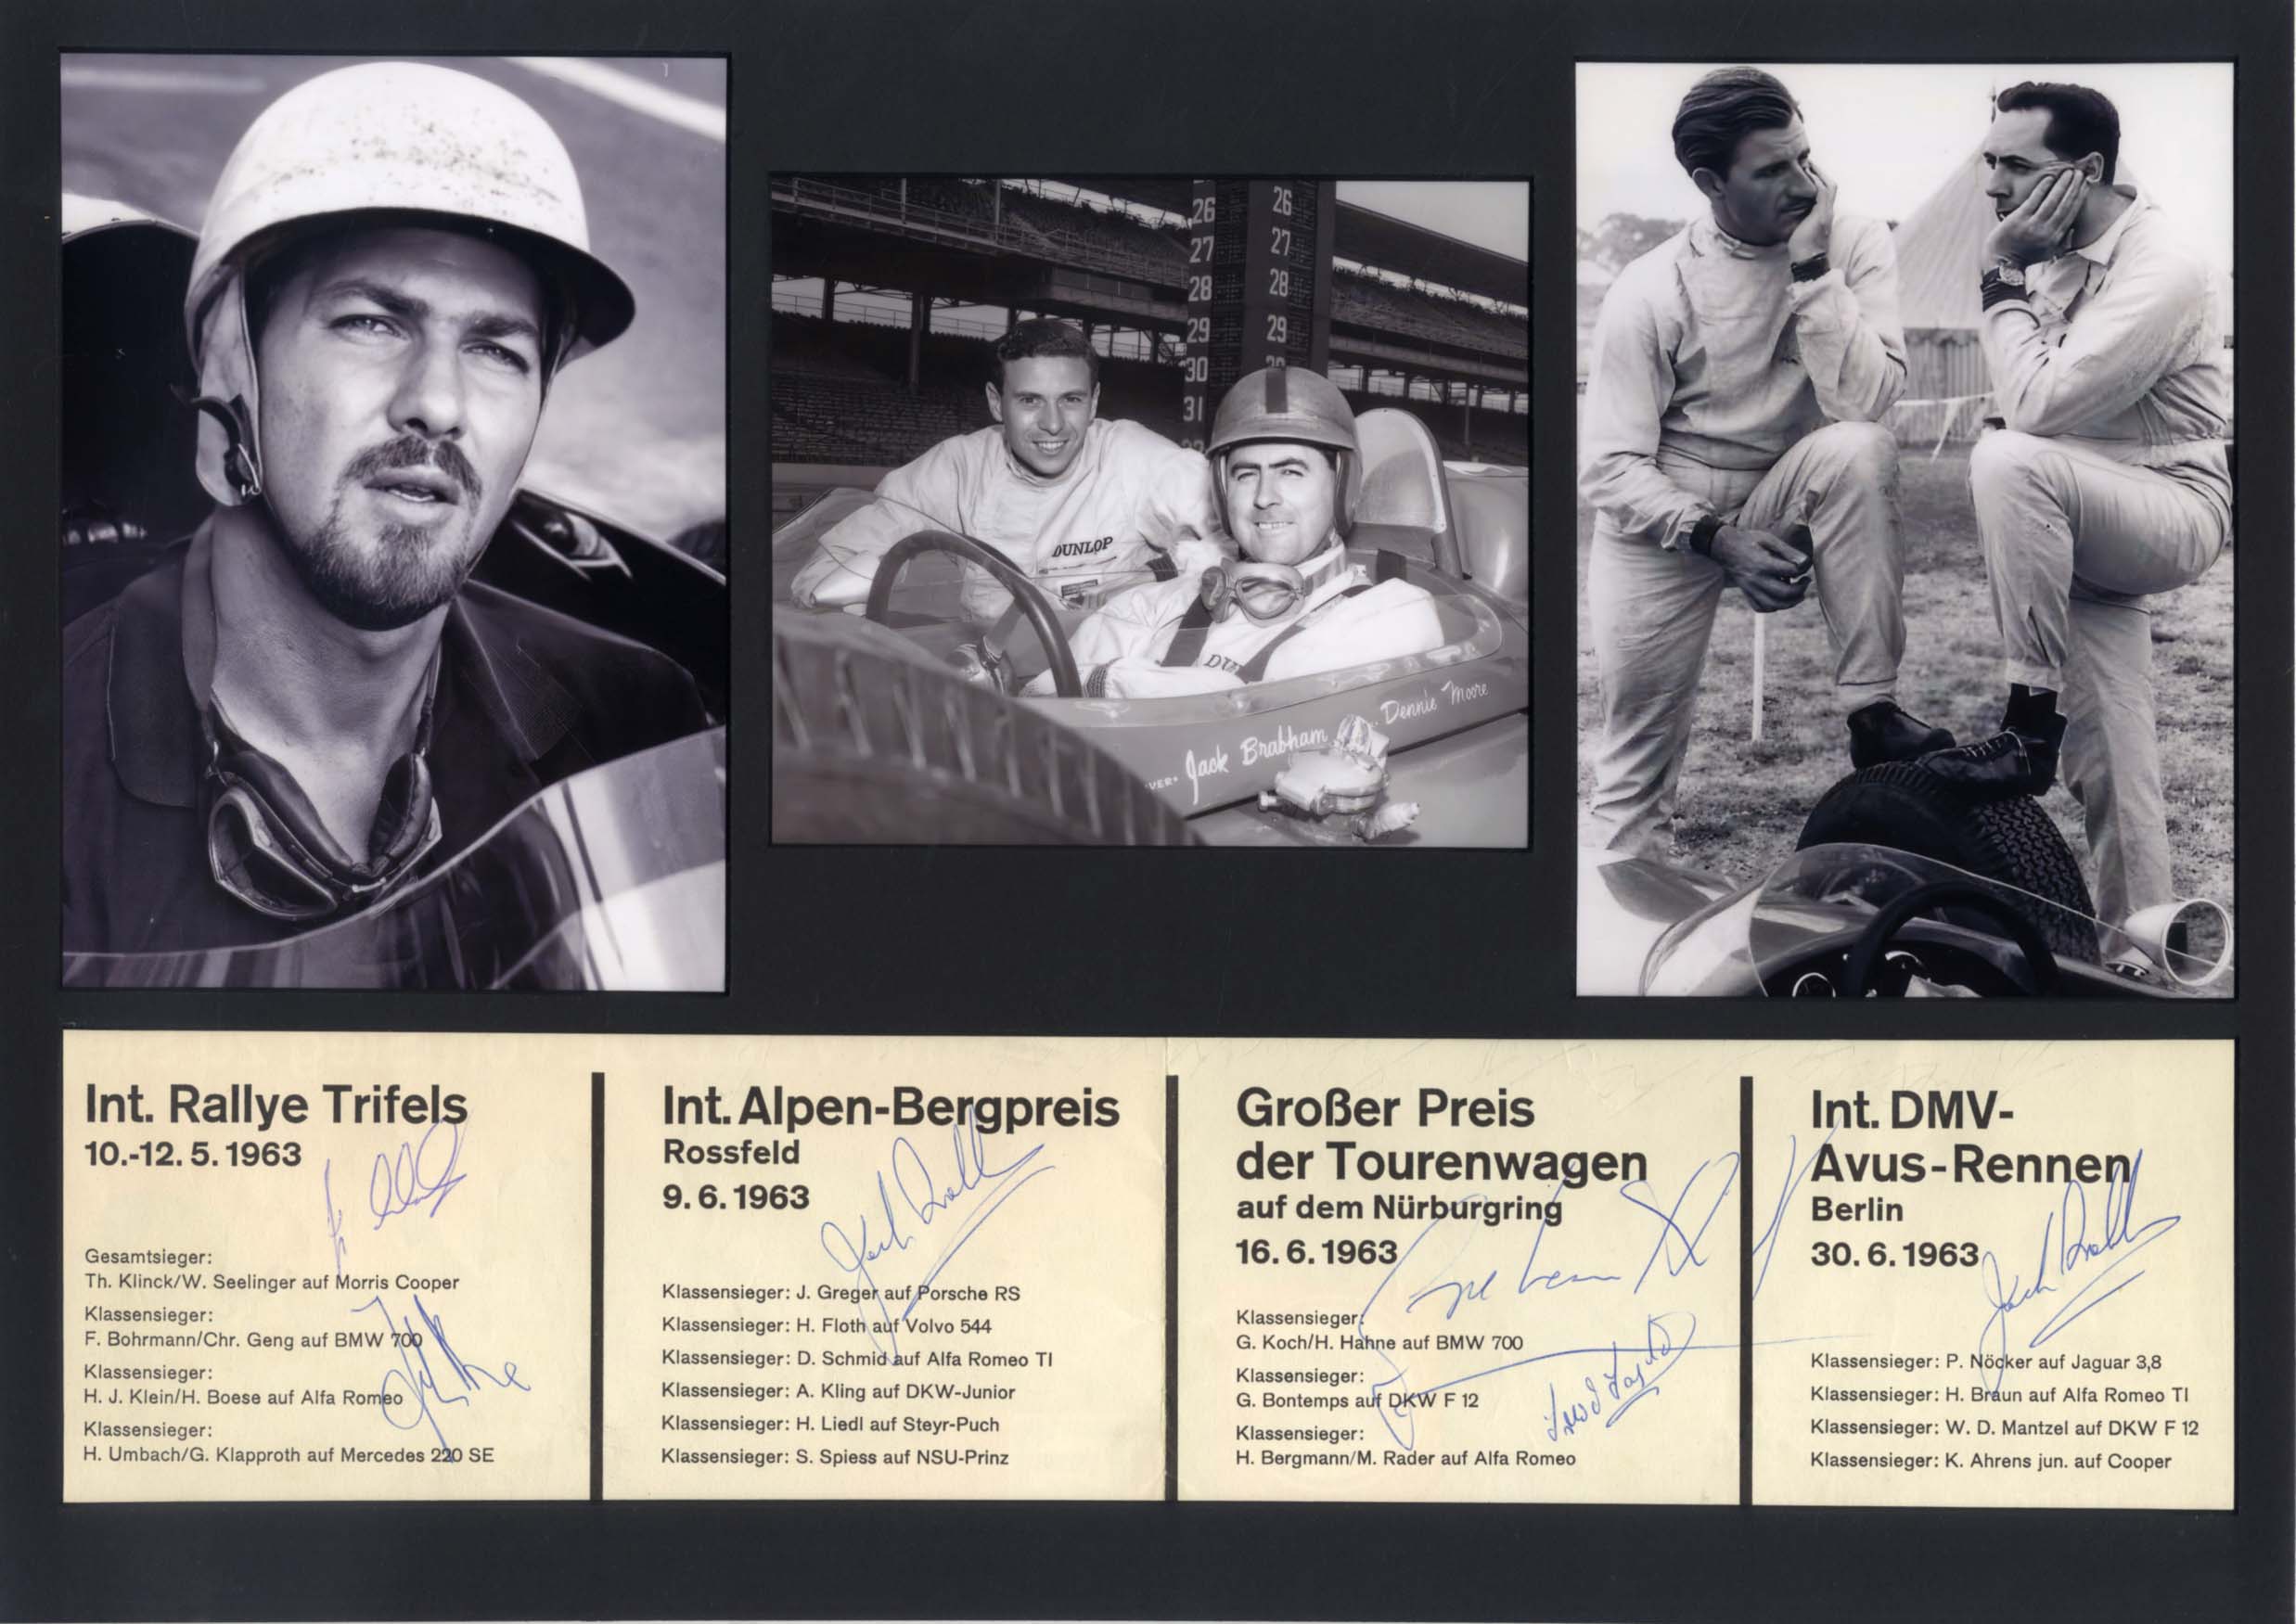 26 26
27 27
28 28
29 29
30 30
31
DUNLOP
Jack Brabham
Dennie Moore
Int. Rallye Trifels
10.-12. 5. 1963
Gesamtsieger:
Th. Klinck/W. Seelinger auf Morris Cooper
Klassensieger:
F. Bohrmann/Chr. Geng auf BMW 700
Klassensieger:
H. J. Klein/H. Boese auf Alfa Romeo
Klassensieger:
H. Umbach/G. Klapproth auf Mercedes 220 SE
Int. Alpen-Bergpreis
Rossfeld
9. 6. 1963
Jack Brabham
Klassensieger: J. Greger auf Porsche RS
Klassensieger: H. Floth auf Volvo 544
Klassensieger: D. Schmid auf Alfa Romeo TI
Klassensieger: A. Kling auf DKW-Junior
Klassensieger: H. Liedl auf Steyr-Puch
Klassensieger: S. Spiess auf NSU-Prinz
Großer Preis
der Tourenwagen
auf dem Nürburgring
16. 6. 1963
Klassensieger:
G. Koch/H. Hahne auf BMW 700
Klassensieger:
G. Bontemps auf DKW F 12
Klassensieger:
H. Bergmann/M. Rader auf Alfa Romeo
Int. DMV-
Avus-Rennen
Berlin
30. 6. 1963
Jack Brabham
Klassensieger: P. Nöcker auf Jaguar 3,8
Klassensieger: H. Braun auf Alfa Romeo TI
Klassensieger: W. D. Mantzel auf DKW F 12
Klassensieger: K. Ahrens jun. auf Cooper